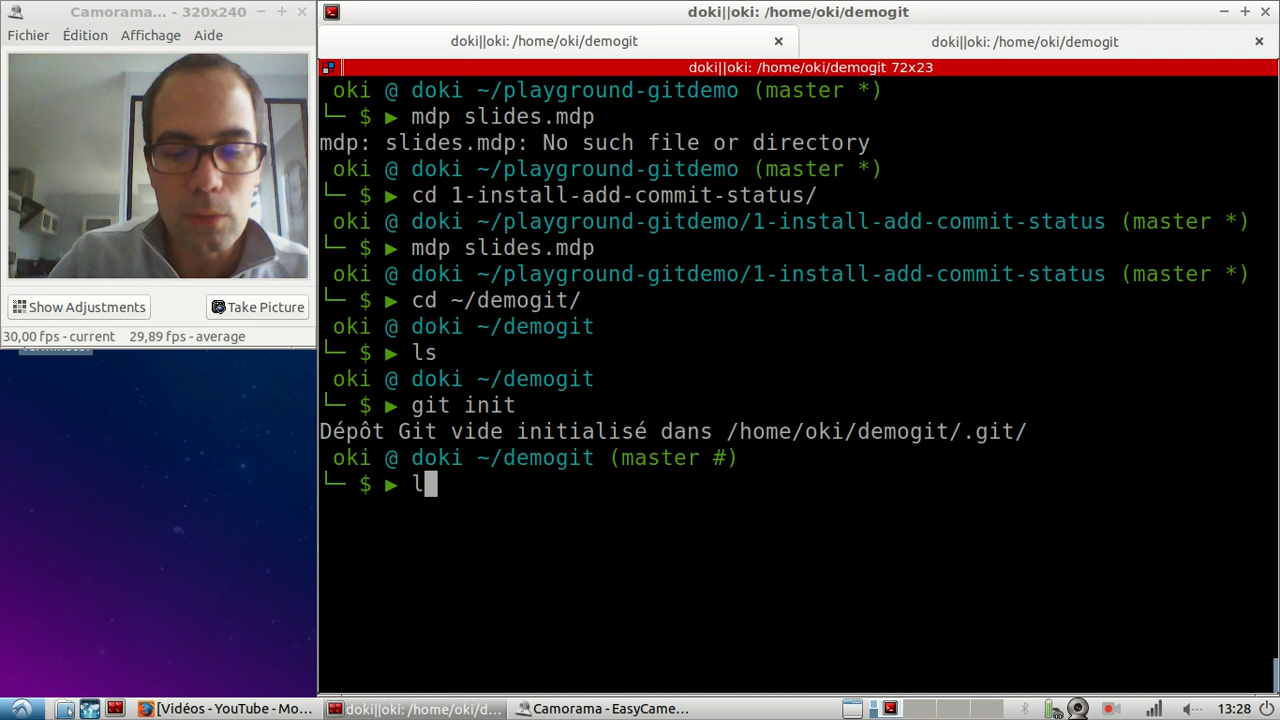 Camorama... - 320x240
Fichier Édition Affichage Aide
Show Adjustments Take Picture
30,00 fps - current 29,89 fps - average
doki||oki: /home/oki/demogit
doki||oki: /home/oki/demogit doki||oki: /home/oki/demogit
doki||oki: /home/oki/demogit 72x23
oki @ doki ~/playground-gitdemo (master *)
└─ $ ▶ mdp slides.mdp
mdp: slides.mdp: No such file or directory
oki @ doki ~/playground-gitdemo (master *)
└─ $ ▶ cd 1-install-add-commit-status/
oki @ doki ~/playground-gitdemo/1-install-add-commit-status (master *)
└─ $ ▶ mdp slides.mdp
oki @ doki ~/playground-gitdemo/1-install-add-commit-status (master *)
└─ $ ▶ cd ~/demogit/
oki @ doki ~/demogit
└─ $ ▶ ls
oki @ doki ~/demogit
└─ $ ▶ git init
Dépôt Git vide initialisé dans /home/oki/demogit/.git/
oki @ doki ~/demogit (master #)
└─ $ ▶ l
[Vidéos - YouTube - Mo... doki||oki: /home/oki/d... Camorama - EasyCame... 13:28